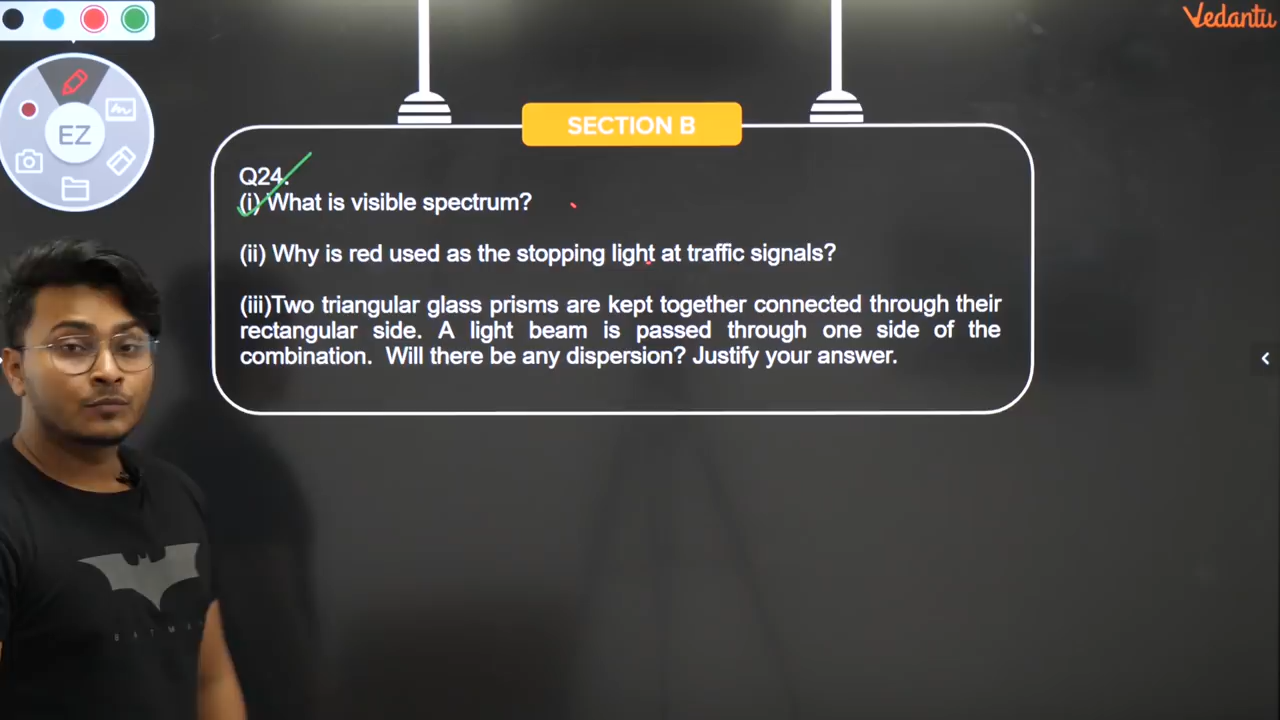 Vedantu
EZ
SECTION B
Q24.
(i) What is visible spectrum?
(ii) Why is red used as the stopping light at traffic signals?
(iii)Two triangular glass prisms are kept together connected through their
rectangular side. A light beam is passed through one side of the
combination. Will there be any dispersion? Justify your answer.
BATMAN